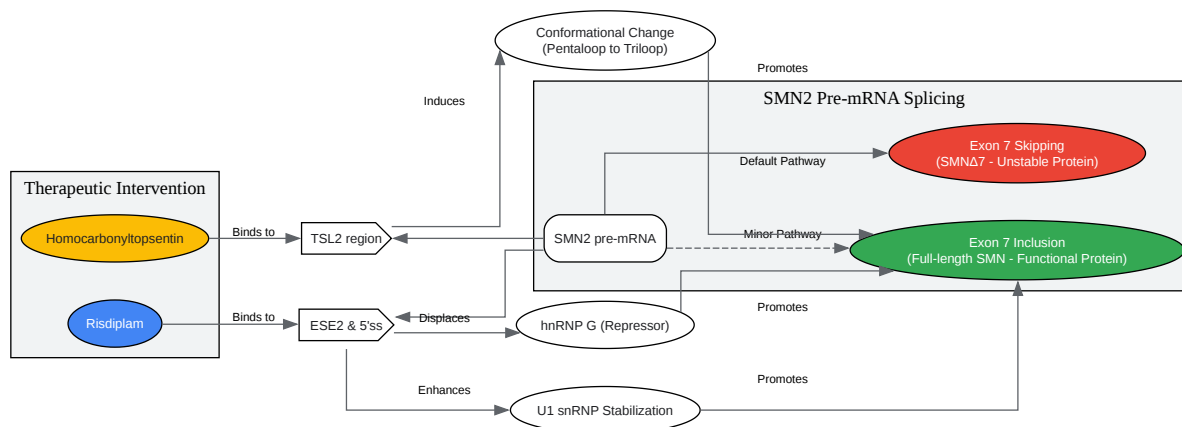 Conformational Change
(Pentaloop to Triloop)
Promotes
Induces
SMN2 Pre-mRNA Splicing
Exon 7 Skipping
(SMNΔ7 - Unstable Protein)
Default Pathway
Therapeutic Intervention
Homocarbonyltopsentin
Binds to
TSL2 region
SMN2 pre-mRNA
Minor Pathway
Exon 7 Inclusion
(Full-length SMN - Functional Protein)
Risdiplam
Binds to
ESE2 & 5'ss
Displaces
hnRNP G (Repressor)
Promotes
Enhances
U1 snRNP Stabilization
Promotes